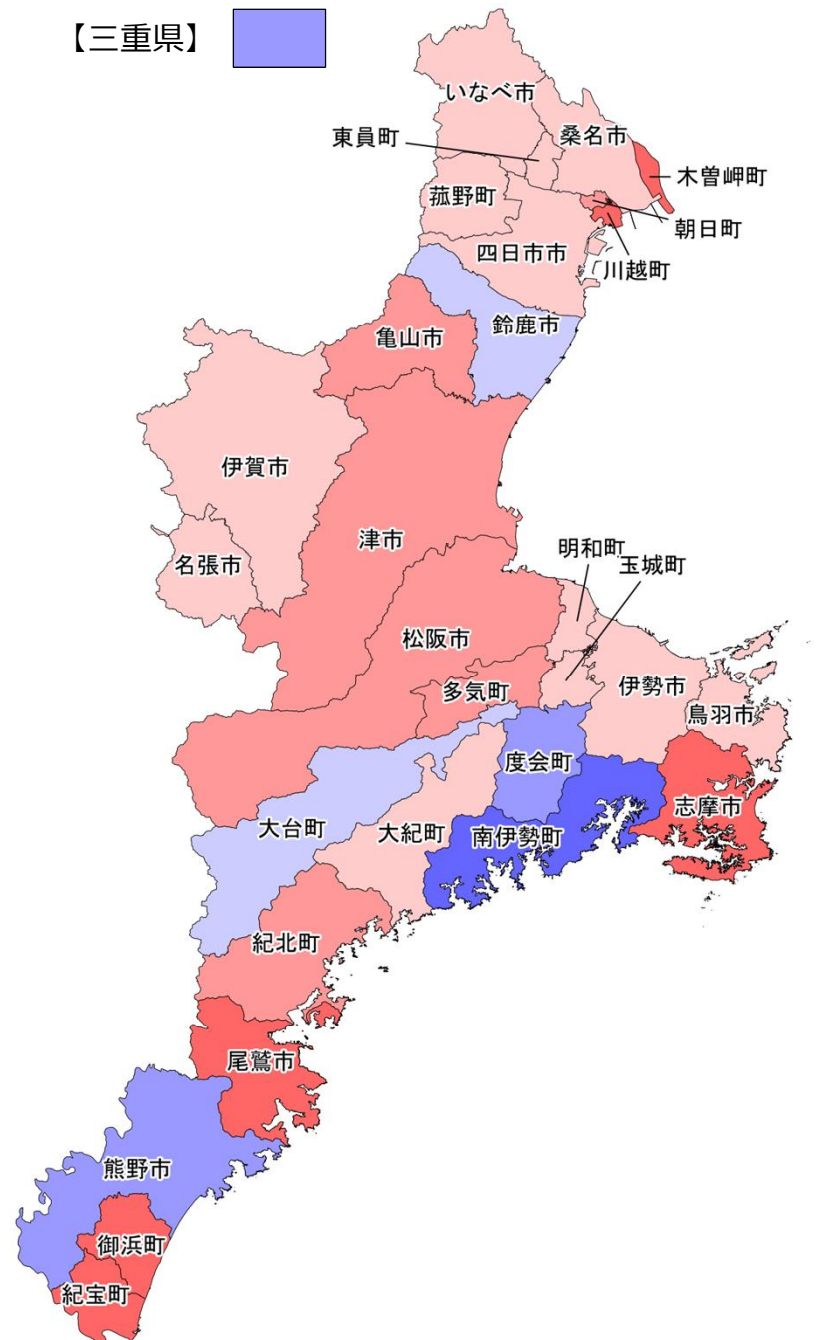 【三重県】
いなべ市
東員町
桑名市
木曽岬町
菰野町
朝日町
四日市市
川越町
鈴鹿市
亀山市
伊賀市
津市
名張市
明和町
玉城町
松阪市
多気町
伊勢市
鳥羽市
度会町
志摩市
大台町
大紀町
南伊勢町
紀北町
尾鷲市
熊野市
御浜町
紀宝町